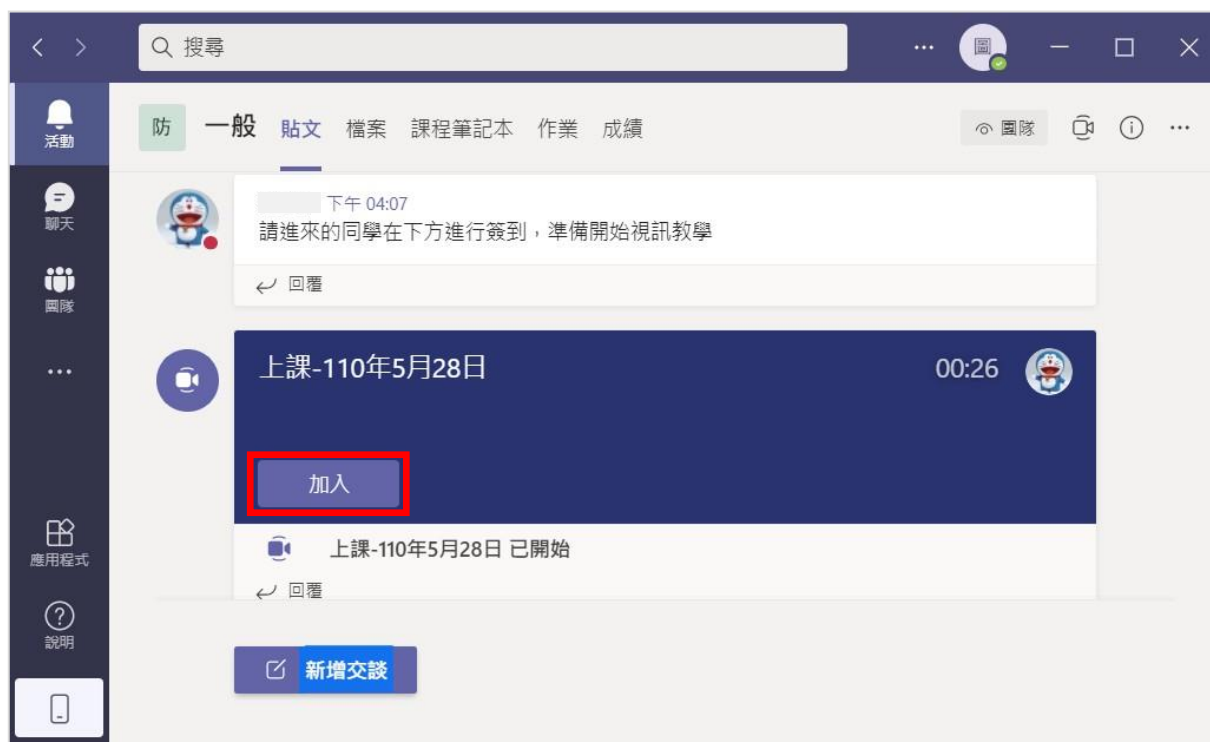 搜尋
圖
活動
聊天
團隊
應用程式
說明
防 一般 貼文 檔案 課程筆記本 作業 成績 團隊
下午 04:07
請進來的同學在下方進行簽到，準備開始視訊教學
回覆
上課-110年5月28日 00:26
加入
上課-110年5月28日 已開始
回覆
新增交談